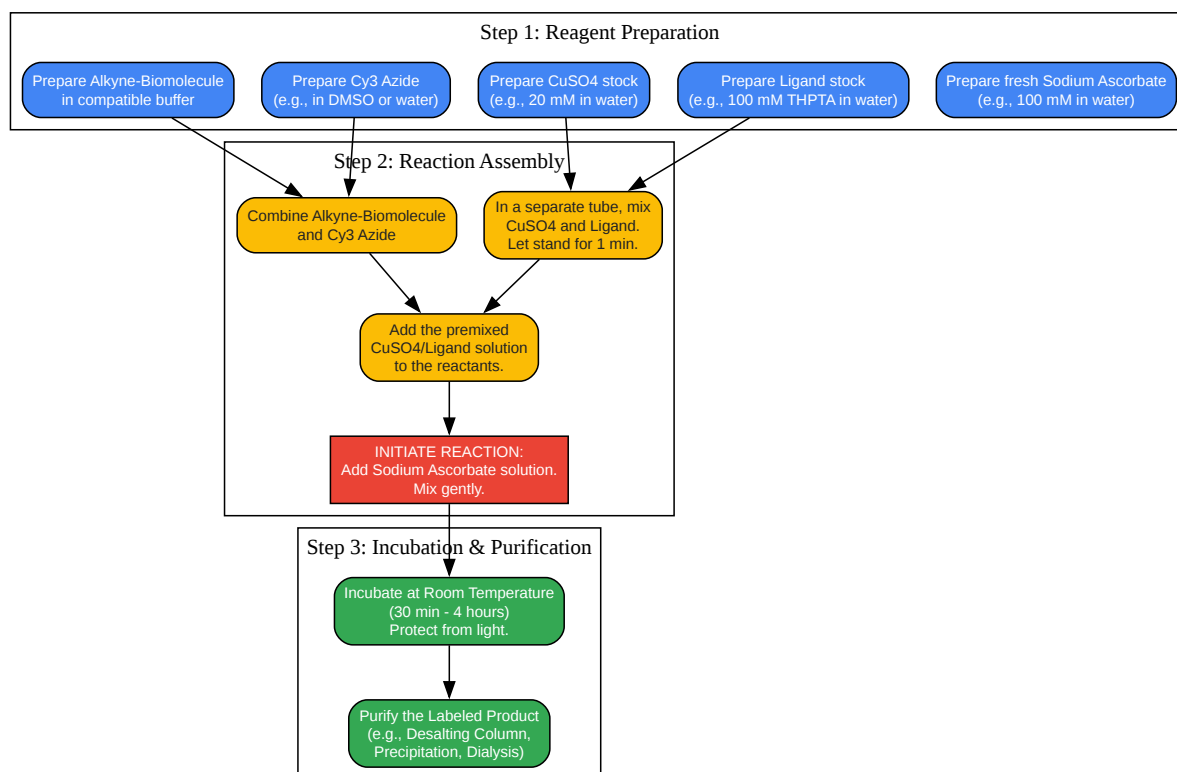 Step 1: Reagent Preparation
Prepare Alkyne-Biomolecule
in compatible buffer
Prepare Cy3 Azide
(e.g., in DMSO or water)
Prepare CuSO4 stock
(e.g., 20 mM in water)
Prepare Ligand stock
(e.g., 100 mM THPTA in water)
Prepare fresh Sodium Ascorbate
(e.g., 100 mM in water)
Step 2: Reaction Assembly
Combine Alkyne-Biomolecule
and Cy3 Azide
In a separate tube, mix
CuSO4 and Ligand.
Let stand for 1 min.
Add the premixed
CuSO4/Ligand solution
to the reactants.
INITIATE REACTION:
Add Sodium Ascorbate solution.
Mix gently.
Step 3: Incubation & Purification
Incubate at Room Temperature
(30 min - 4 hours)
Protect from light.
Purify the Labeled Product
(e.g., Desalting Column,
Precipitation, Dialysis)